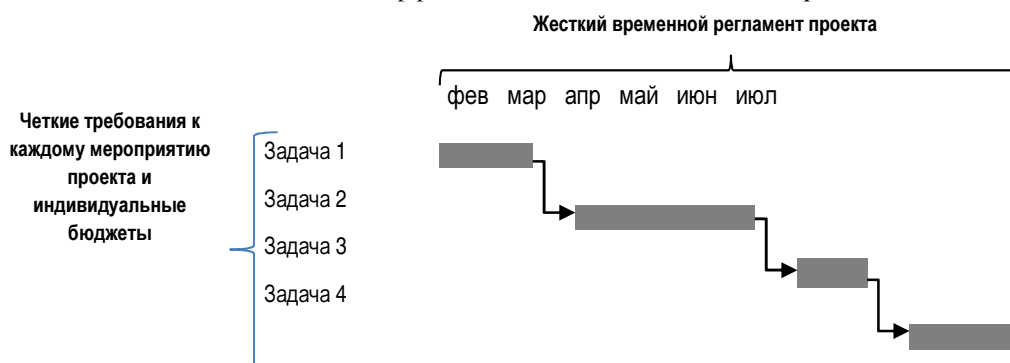 Жесткий временной регламент проекта
фев мар апр май июн июл
Четкие требования к
каждому мероприятию
проекта и
индивидуальные
бюджеты
Задача 1
Задача 2
Задача 3
Задача 4